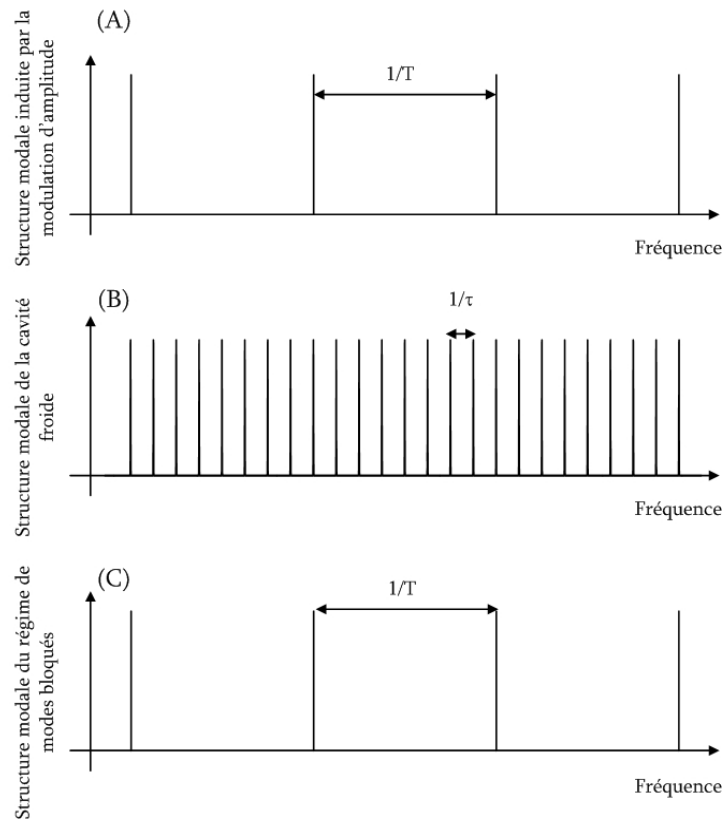 (A)
Structure modale induite par la
modulation d'amplitude
1/T
Fréquence
(B)
Structure modale de la cavité
froide
1/τ
Fréquence
(C)
Structure modale du régime de
modes bloqués
1/T
Fréquence